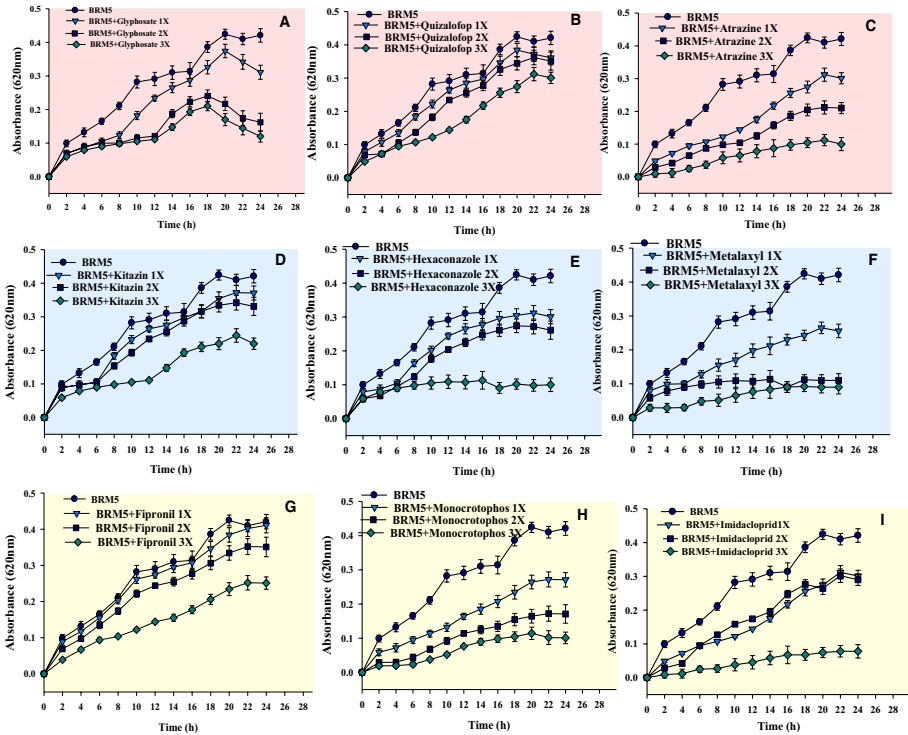 A
BRM5
BRM5+Glyphosate 1X
BRM5+Glyphosate 2X
BRM5+Glyphosate 3X
Absorbance (620nm)
0.5
0.4
0.3
0.2
0.1
0.0
0 2 4 6 8 10 12 14 16 18 20 22 24 26 28
Time (h)
B
BRM5
BRM5+Quizalofop 1X
BRM5+Quizalofop 2X
BRM5+Quizalofop 3X
Absorbance (620nm)
0.5
0.4
0.3
0.2
0.1
0.0
0 2 4 6 8 10 12 14 16 18 20 22 24 26 28
Time (h)
C
BRM5
BRM5+Atrazine 1X
BRM5+Atrazine 2X
BRM5+Atrazine 3X
Absorbance (620nm)
0.5
0.4
0.3
0.2
0.1
0.0
0 2 4 6 8 10 12 14 16 18 20 22 24 26 28
Time (h)
D
BRM5
BRM5+Kitazin 1X
BRM5+Kitazin 2X
BRM5+Kitazin 3X
Absorbance (620nm)
0.5
0.4
0.3
0.2
0.1
0.0
0 2 4 6 8 10 12 14 16 18 20 22 24 26 28
Time (h)
E
BRM5
BRM5+Hexaconazole 1X
BRM5+Hexaconazole 2X
BRM5+Hexaconazole 3X
Absorbance (620nm)
0.5
0.4
0.3
0.2
0.1
0.0
0 2 4 6 8 10 12 14 16 18 20 22 24 26 28
Time (h)
F
BRM5
BRM5+Metalaxyl 1X
BRM5+Metalaxyl 2X
BRM5+Metalaxyl 3X
Absorbance (620nm)
0.5
0.4
0.3
0.2
0.1
0.0
0 2 4 6 8 10 12 14 16 18 20 22 24 26 28
Time (h)
G
BRM5
BRM5+Fipronil 1X
BRM5+Fipronil 2X
BRM5+Fipronil 3X
Absorbance (620nm)
0.5
0.4
0.3
0.2
0.1
0.0
0 2 4 6 8 10 12 14 16 18 20 22 24 26 28
Time (h)
H
BRM5
BRM5+Monocrotophos 1X
BRM5+Monocrotophos 2X
BRM5+Monocrotophos 3X
Absorbance (620nm)
0.5
0.4
0.3
0.2
0.1
0.0
0 2 4 6 8 10 12 14 16 18 20 22 24 26 28
Time (h)
I
BRM5
BRM5+Imidacloprid1X
BRM5+Imidacloprid 2X
BRM5+Imidacloprid 3X
Absorbance (620nm)
0.5
0.4
0.3
0.2
0.1
0.0
0 2 4 6 8 10 12 14 16 18 20 22 24 26 28
Time (h)